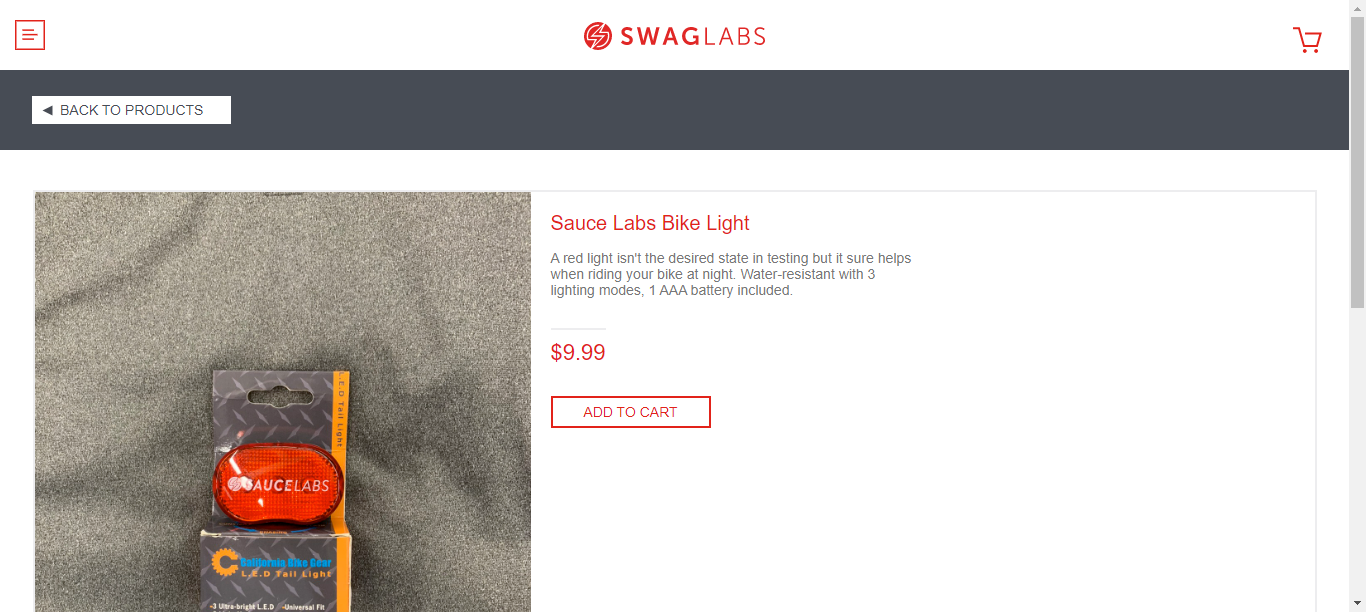 SWAGLABS
◄ BACK TO PRODUCTS
Sauce Labs Bike Light
A red light isn't the desired state in testing but it sure helps
when riding your bike at night. Water-resistant with 3
lighting modes, 1 AAA battery included.
$9.99
ADD TO CART
L.E.D Tail Light
SAUCELABS
California Bike Gear
L.E.D Tail Light
-3 Ultra-bright L.E.D -Universal Fit